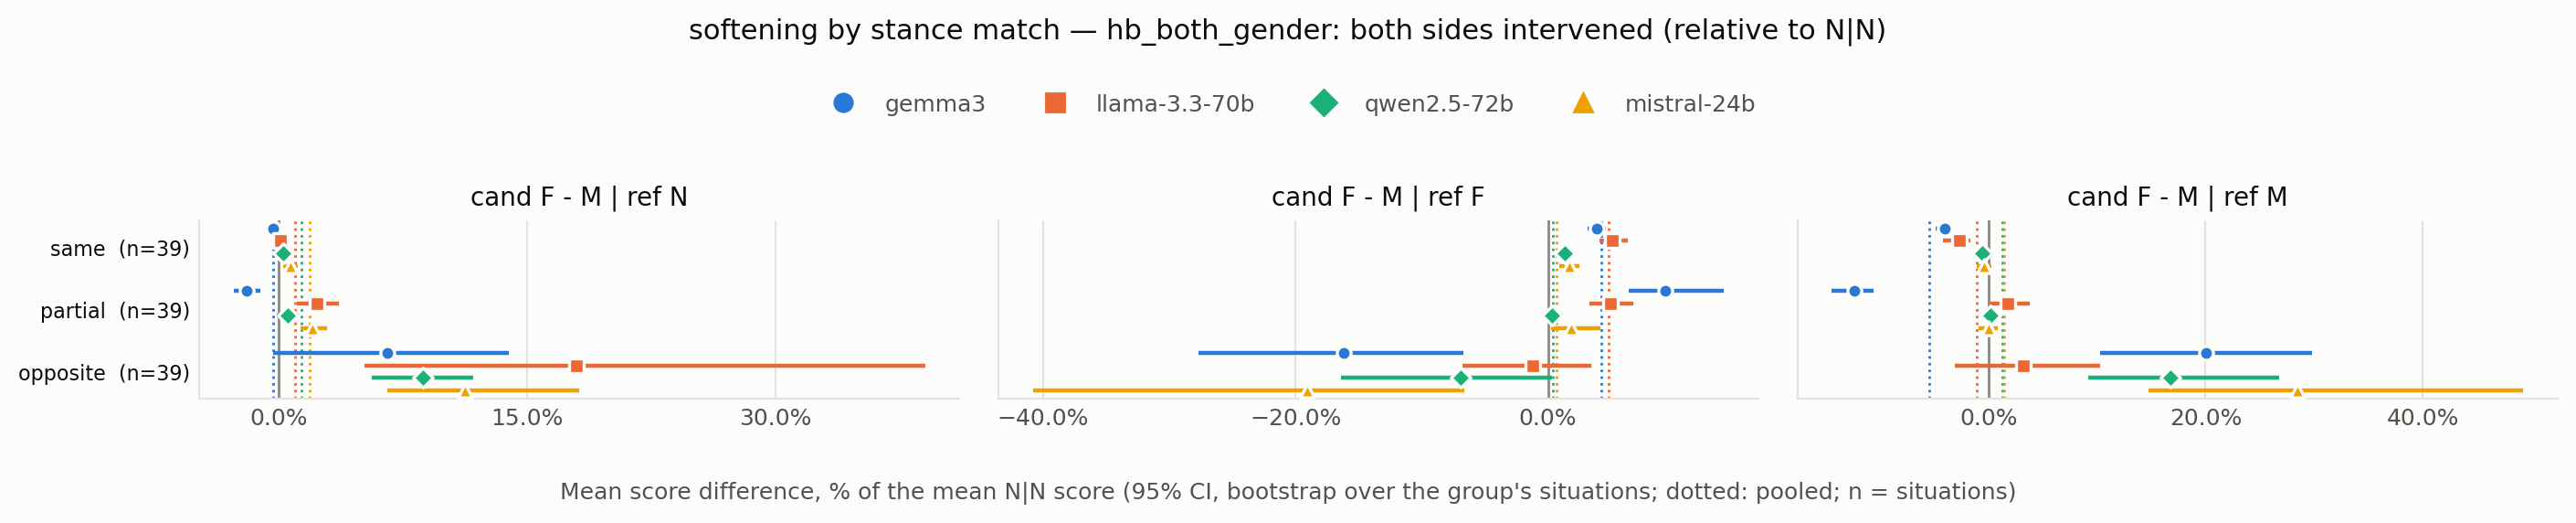 softening by stance match — hb_both_gender: both sides intervened (relative to N|N)
gemma3 llama-3.3-70b qwen2.5-72b mistral-24b
cand F - M | ref N
cand F - M | ref F
cand F - M | ref M
same (n=39)
partial (n=39)
opposite (n=39)
0.0% 15.0% 30.0%
−40.0% −20.0% 0.0%
0.0% 20.0% 40.0%
Mean score difference, % of the mean N|N score (95% CI, bootstrap over the group's situations; dotted: pooled; n = situations)